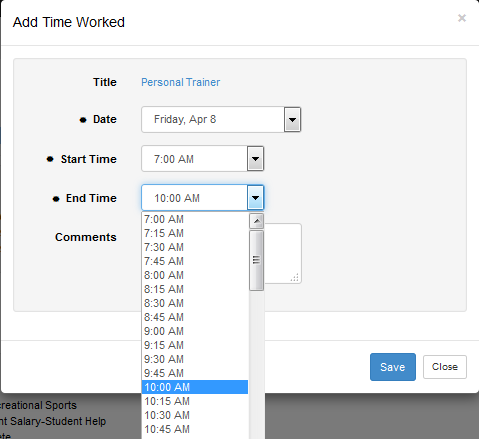 Add Time Worked
×
Title Personal Trainer
Date Friday, Apr 8
Start Time 7:00 AM
End Time 10:00 AM
7:00 AM
7:15 AM
7:30 AM
7:45 AM
8:00 AM
8:15 AM
8:30 AM
8:45 AM
9:00 AM
9:15 AM
9:30 AM
9:45 AM
10:00 AM
10:15 AM
10:30 AM
10:45 AM
Comments
Save Close
creational Sports
nt Salary-Student Help